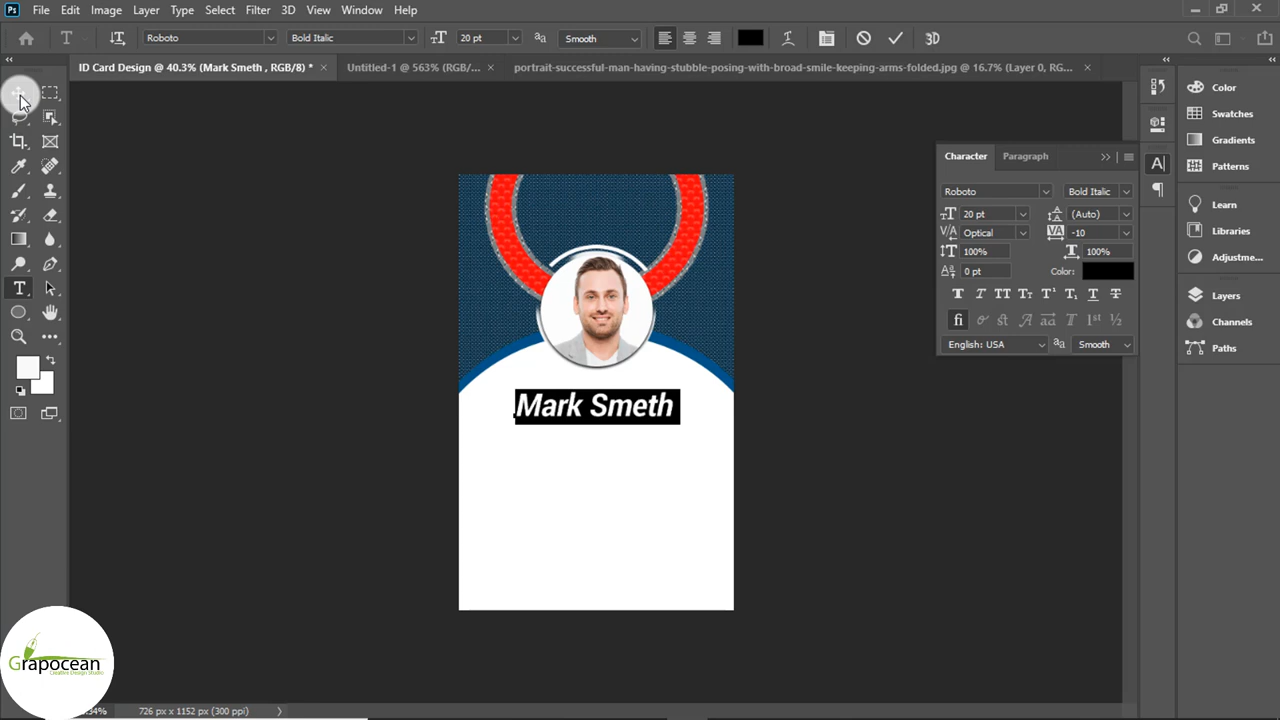 Ps File Edit Image Layer Type Select Filter 3D View Window Help
T Roboto Bold Italic 20 pt Smooth 3D
ID Card Design @ 40.3% (Mark Smeth , RGB/8) * Untitled-1 @ 563% (RGB/... portrait-successful-man-having-stubble-posing-with-broad-smile-keeping-arms-folded.jpg @ 16.7% (Layer 0, RG...
Color
Swatches
Gradients
Patterns
Learn
Libraries
Adjustme...
Layers
Channels
Paths
Character Paragraph
Roboto Bold Italic
20 pt (Auto)
Optical -10
100% 100%
0 pt Color:
English: USA Smooth
Mark Smeth
Grapocean
Creative Design Studio
726 px x 1152 px (300 ppi)